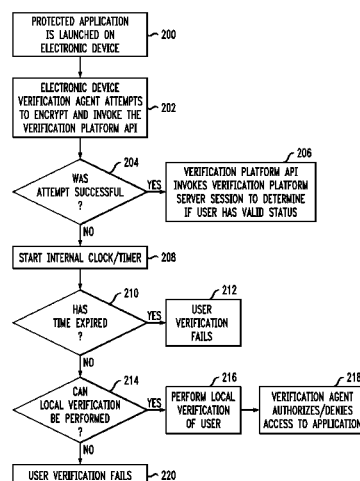 PROTECTED APPLICATION
IS LAUNCHED ON
ELECTRONIC DEVICE
200
ELECTRONIC DEVICE
VERIFICATION AGENT ATTEMPTS
TO ENCRYPT AND INVOKE THE
VERIFICATION PLATFORM API
202
204
WAS
ATTEMPT SUCCESSFUL
?
YES
206
VERIFICATION PLATFORM API
INVOKES VERIFICATION PLATFORM
SERVER SESSION TO DETERMINE
IF USER HAS VALID STATUS
NO
START INTERNAL CLOCK/TIMER
208
210
HAS
TIME EXPIRED
?
YES
212
USER
VERIFICATION
FAILS
NO
214
CAN
LOCAL VERIFICATION
BE PERFORMED
?
YES
216
PERFORM LOCAL
VERIFICATION
OF USER
218
VERIFICATION AGENT
AUTHORIZES/DENIES
ACCESS TO APPLICATION
NO
USER VERIFICATION FAILS
220